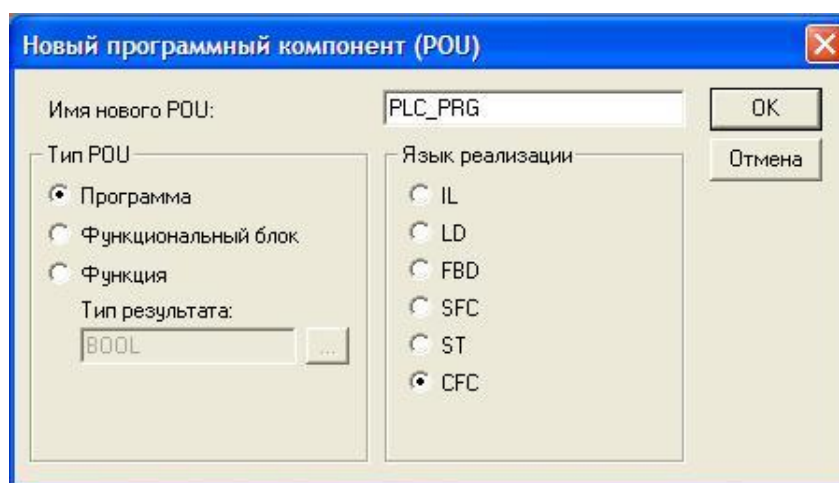 Новый программный компонент (POU)
Имя нового POU:
PLC_PRG
OK
Отмена
Тип POU
Программа
Функциональный блок
Функция
Тип результата:
BOOL
...
Язык реализации
IL
LD
FBD
SFC
ST
CFC